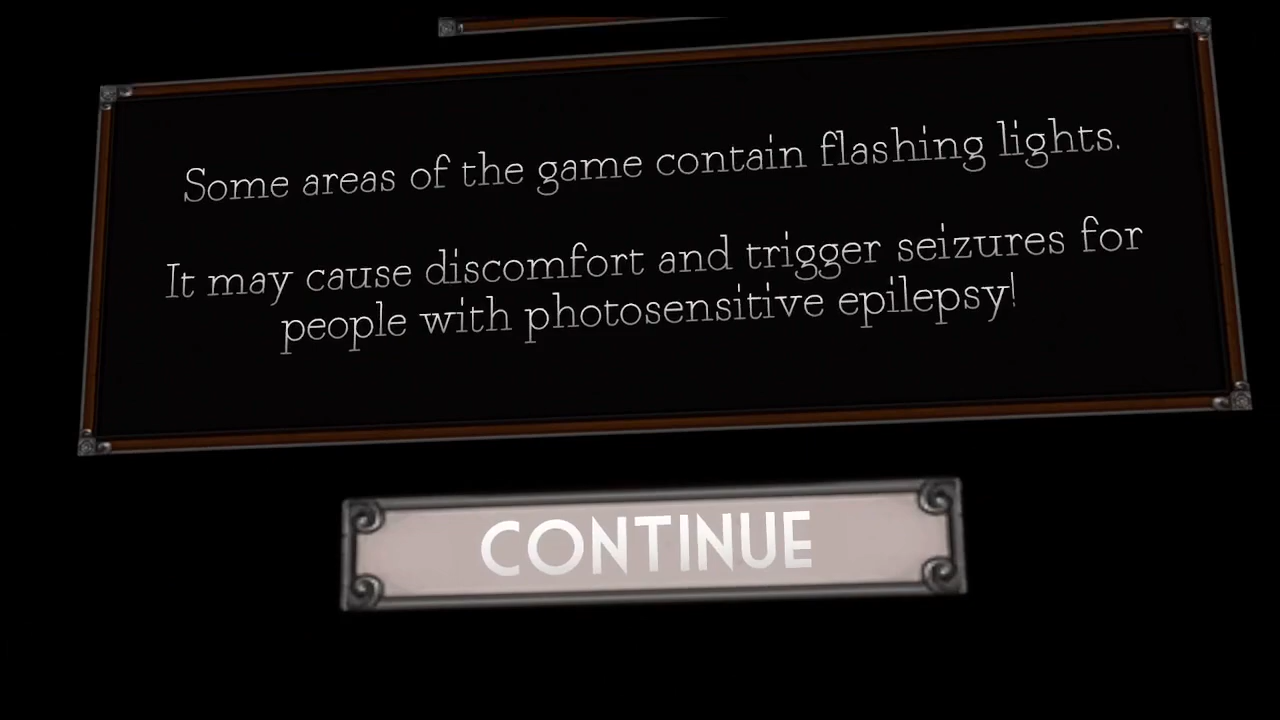 Some areas of the game contain flashing lights.
It may cause discomfort and trigger seizures for
people with photosensitive epilepsy!
CONTINUE